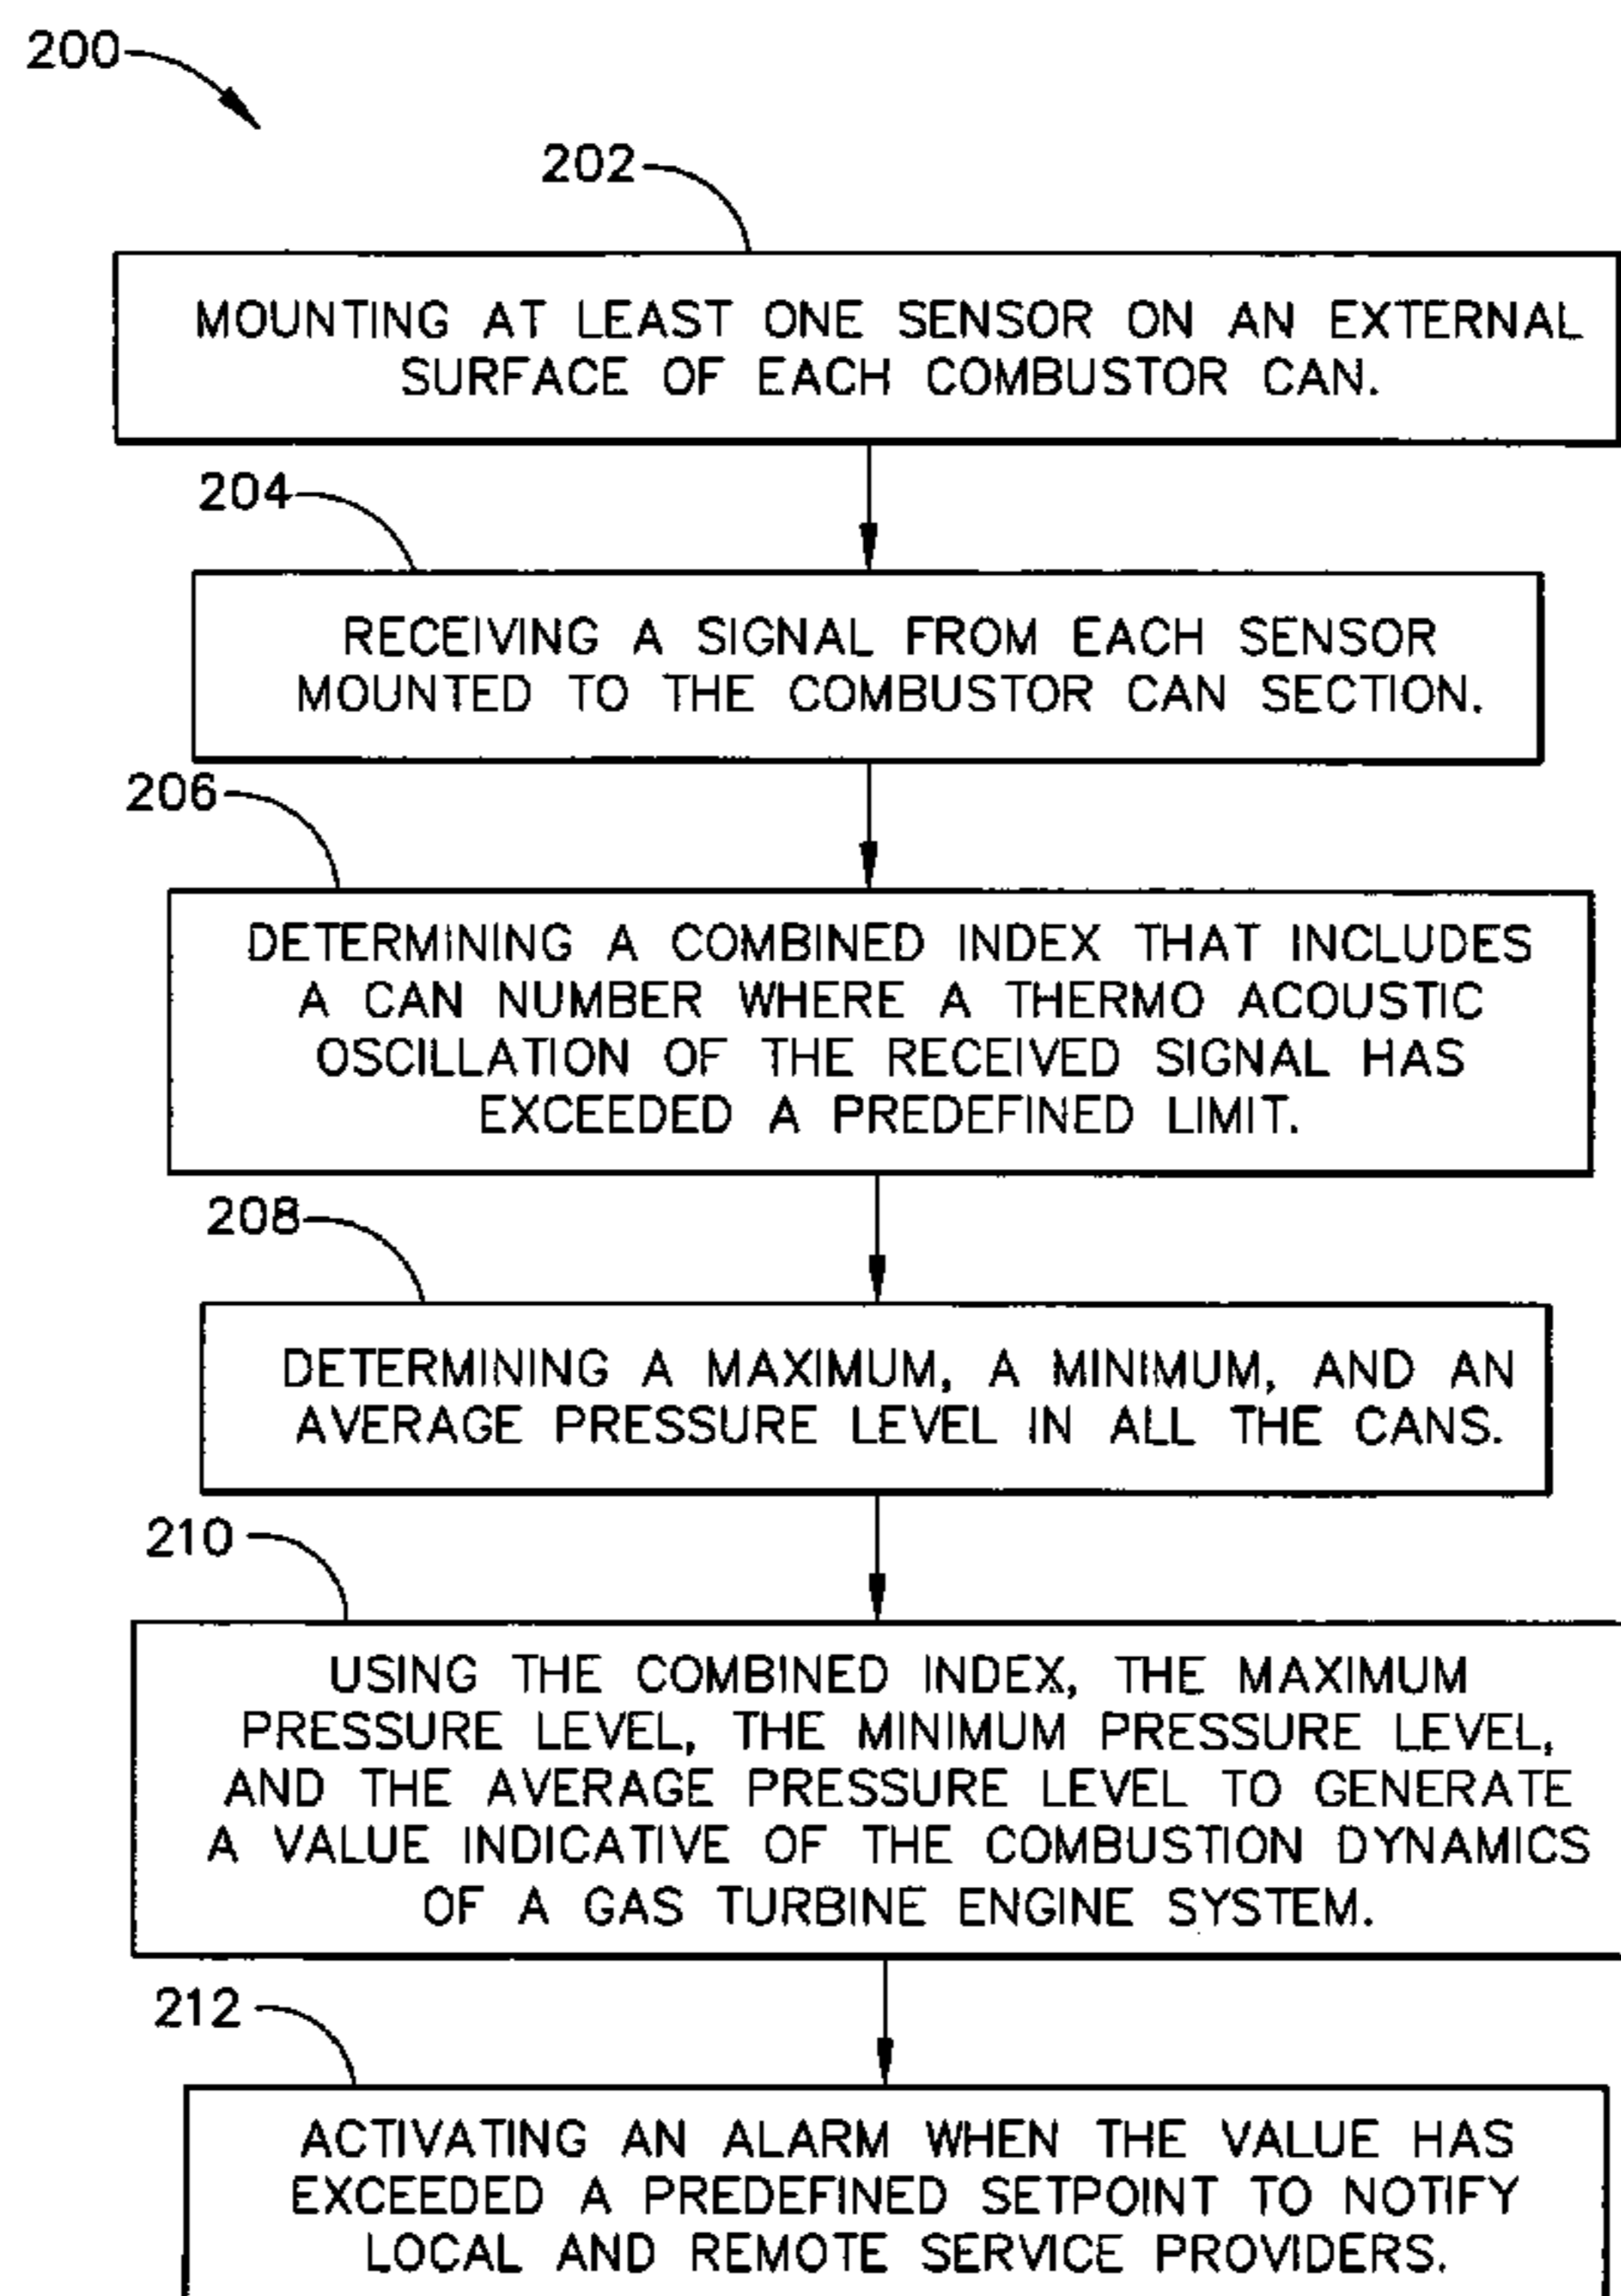 200
202
MOUNTING AT LEAST ONE SENSOR ON AN EXTERNAL
SURFACE OF EACH COMBUSTOR CAN.
204
RECEIVING A SIGNAL FROM EACH SENSOR
MOUNTED TO THE COMBUSTOR CAN SECTION.
206
DETERMINING A COMBINED INDEX THAT INCLUDES
A CAN NUMBER WHERE A THERMO ACOUSTIC
OSCILLATION OF THE RECEIVED SIGNAL HAS
EXCEEDED A PREDEFINED LIMIT.
208
DETERMINING A MAXIMUM, A MINIMUM, AND AN
AVERAGE PRESSURE LEVEL IN ALL THE CANS.
210
USING THE COMBINED INDEX, THE MAXIMUM
PRESSURE LEVEL, THE MINIMUM PRESSURE LEVEL,
AND THE AVERAGE PRESSURE LEVEL TO GENERATE
A VALUE INDICATIVE OF THE COMBUSTION DYNAMICS
OF A GAS TURBINE ENGINE SYSTEM.
212
ACTIVATING AN ALARM WHEN THE VALUE HAS
EXCEEDED A PREDEFINED SETPOINT TO NOTIFY
LOCAL AND REMOTE SERVICE PROVIDERS.